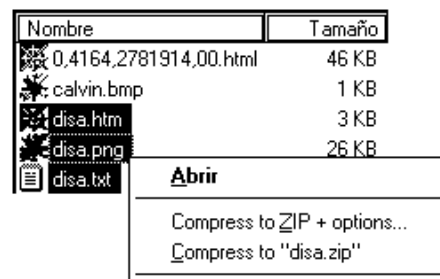 Nombre Tamaño
0,4164,2781914,00.html 46 KB
calvin.bmp 1 KB
disa.htm 3 KB
disa.png 26 KB
disa.txt
Abrir
Compress to ZIP + options...
Compress to "disa.zip"